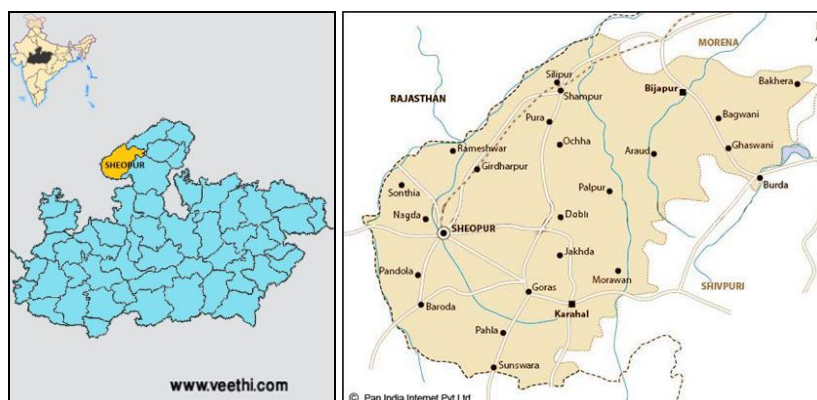 SHEOPUR
www.veethi.com
MORENA
RAJASTHAN
Silipur
Shampur
Bijapur
Bakhera
Pura
Bagwani
Ochha
Rameshwar
Araud
Ghaswani
Girdharpur
Sonthia
Palpur
Burda
Nagda
Dobli
SHEOPUR
Jakhda
Pandola
Morawan
Goras
SHIVPURI
Baroda
Karahal
Pahla
Sunswara
© Pan India Internet Pvt Ltd